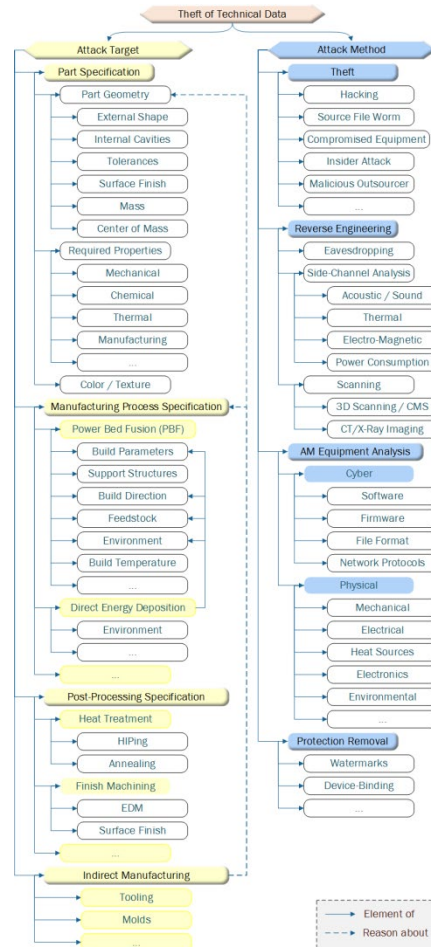 Theft of Technical Data
Attack Target
Part Specification
Part Geometry
External Shape
Internal Cavities
Tolerances
Surface Finish
Mass
Center of Mass
Required Properties
Mechanical
Chemical
Thermal
Manufacturing
...
Color / Texture
Manufacturing Process Specification
Power Bed Fusion (PBF)
Build Parameters
Support Structures
Build Direction
Feedstock
Environment
Build Temperature
...
Direct Energy Deposition
Environment
...
...
Post-Processing Specification
Heat Treatment
HIPing
Annealing
Finish Machining
EDM
Surface Finish
...
Indirect Manufacturing
Tooling
Molds
...
Attack Method
Theft
Hacking
Source File Worm
Compromised Equipment
Insider Attack
Malicious Outsourcer
...
Reverse Engineering
Eavesdropping
Side-Channel Analysis
Acoustic / Sound
Thermal
Electro-Magnetic
Power Consumption
Scanning
3D Scanning / CMS
CT/X-Ray Imaging
AM Equipment Analysis
Cyber
Software
Firmware
File Format
Network Protocols
Physical
Mechanical
Electrical
Heat Sources
Electronics
Environmental
...
Protection Removal
Watermarks
Device-Binding
...
Element of
Reason about